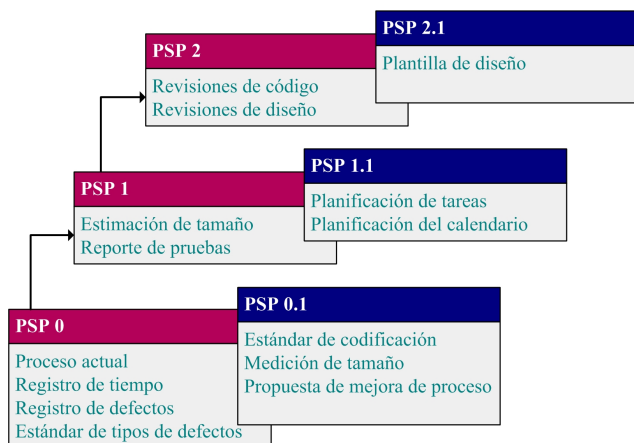 PSP 2.1
Plantilla de diseño
PSP 2
Revisiones de código
Revisiones de diseño
PSP 1.1
Planificación de tareas
Planificación del calendario
PSP 1
Estimación de tamaño
Reporte de pruebas
PSP 0.1
Estándar de codificación
Medición de tamaño
Propuesta de mejora de proceso
PSP 0
Proceso actual
Registro de tiempo
Registro de defectos
Estándar de tipos de defectos